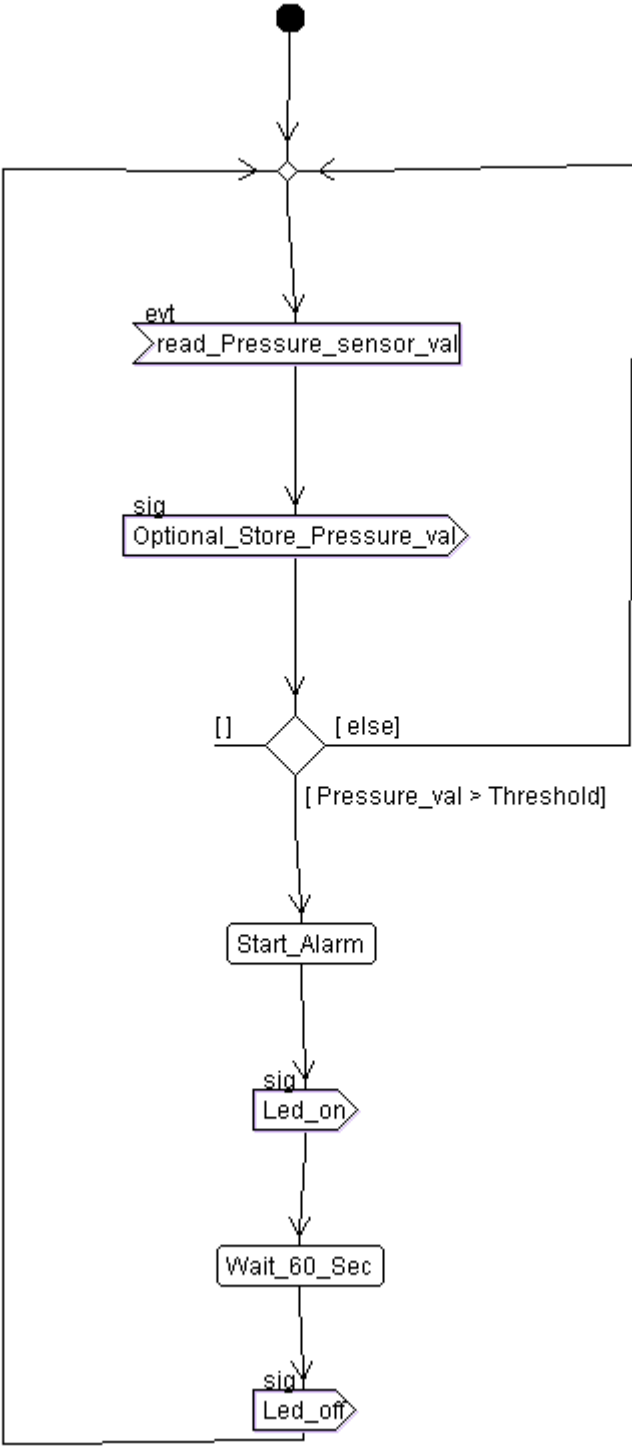 evt
read_Pressure_sensor_val
sig
Optional_Store_Pressure_val
[ ]
[ else]
[ Pressure_val > Threshold]
Start_Alarm
sig
Led_on
Wait_60_Sec
sig
Led_off